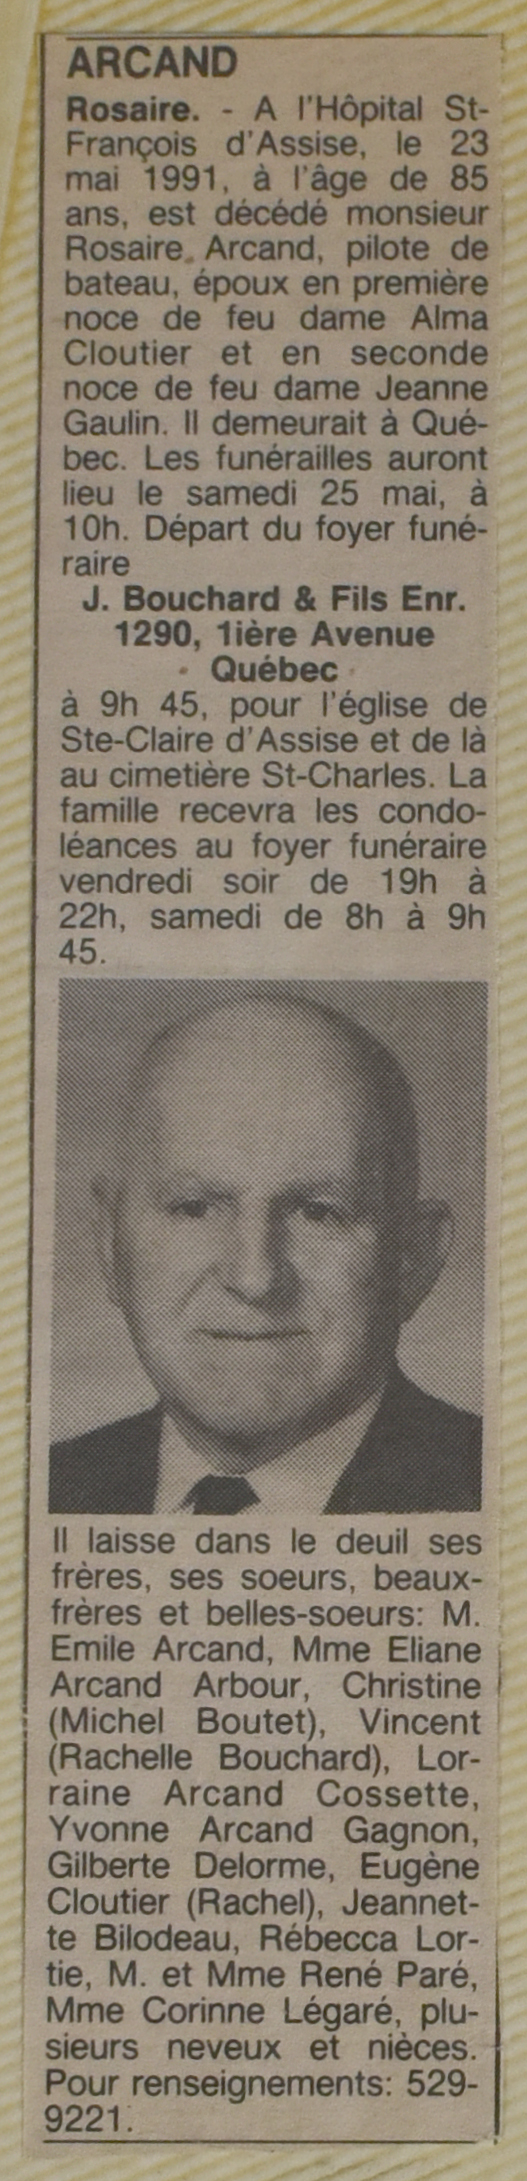 ARCAND
Rosaire. - A l'Hôpital St-
François d'Assise, le 23
mai 1991, à l'âge de 85
ans, est décédé monsieur
Rosaire Arcand, pilote de
bateau, époux en première
noce de feu dame Alma
Cloutier et en seconde
noce de feu dame Jeanne
Gaulin. Il demeurait à Qué-
bec. Les funérailles auront
lieu le samedi 25 mai, à
10h. Départ du foyer funé-
raire
J. Bouchard & Fils Enr.
1290, 1ière Avenue
Québec
à 9h 45, pour l'église de
Ste-Claire d'Assise et de là
au cimetière St-Charles. La
famille recevra les condo-
léances au foyer funéraire
vendredi soir de 19h à
22h, samedi de 8h à 9h
45.
Il laisse dans le deuil ses
frères, ses soeurs, beaux-
frères et belles-soeurs: M.
Emile Arcand, Mme Eliane
Arcand Arbour, Christine
(Michel Boutet), Vincent
(Rachelle Bouchard), Lor-
raine Arcand Cossette,
Yvonne Arcand Gagnon,
Gilberte Delorme, Eugène
Cloutier (Rachel), Jeannet-
te Bilodeau, Rébecca Lor-
tie, M. et Mme René Paré,
Mme Corinne Légaré, plu-
sieurs neveux et nièces.
Pour renseignements: 529-
9221.